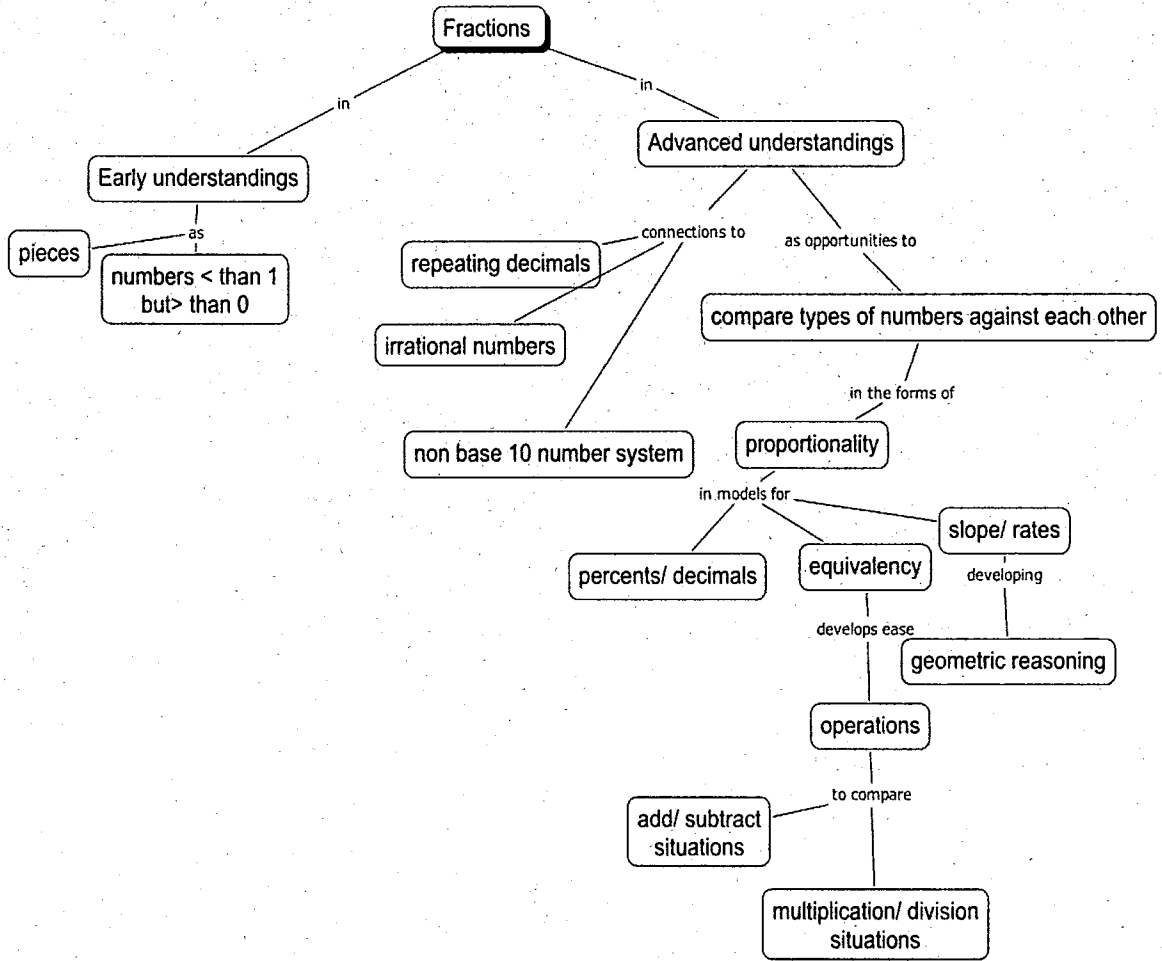 Fractions
in
in
Advanced understandings
Early understandings
as
pieces
numbers < than 1
but> than 0
connections to
as opportunities to
repeating decimals
irrational numbers
non base 10 number system
compare types of numbers against each other
in the forms of
proportionality
in models for
slope/ rates
percents/ decimals
equivalency
developing
develops ease
geometric reasoning
operations
to compare
add/ subtract
situations
multiplication/ division
situations